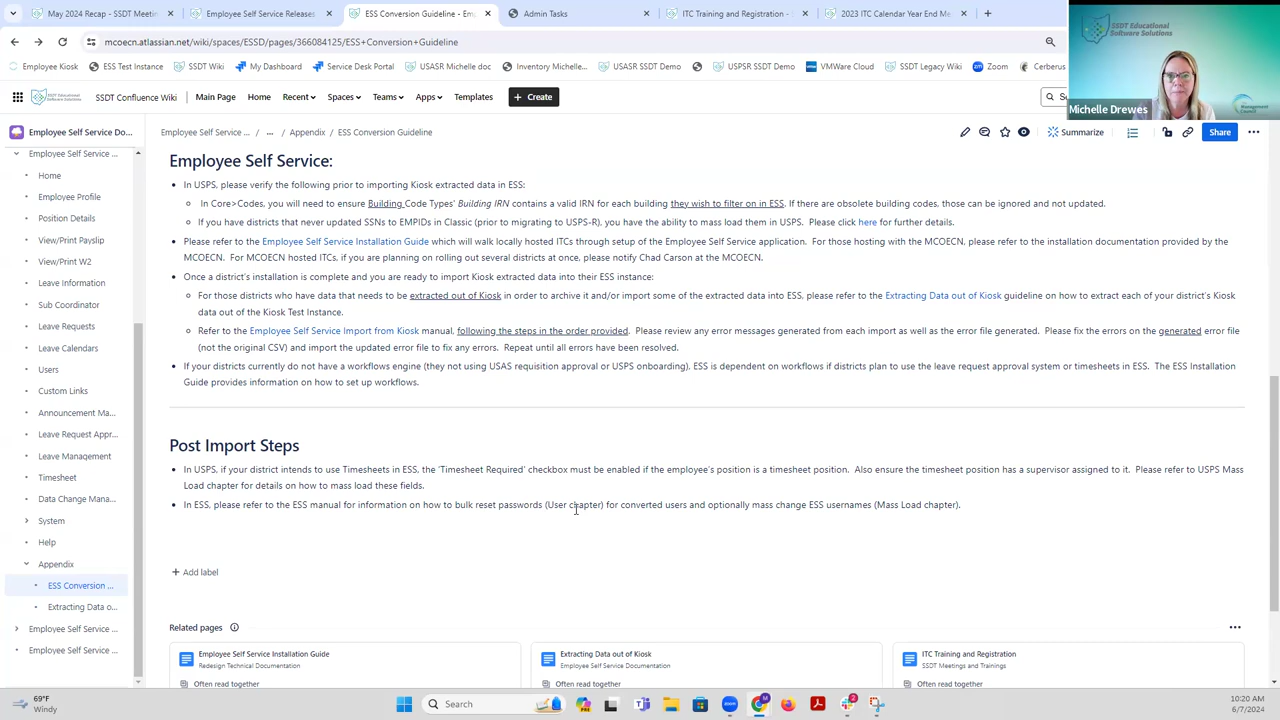 May 2024 Recap - SSDT Meeti
Employee Self Service Releases
ESS Conversion Guideline - Emp
Admin Tasks
ITC Training and Registration - S
2023 ITC Calendar Year End Me
mcoecn.atlassian.net/wiki/spaces/ESSD/pages/366084125/ESS+Conversion+Guideline
Employee Kiosk
ESS Test Instance
SSDT Wiki
My Dashboard
Service Desk Portal
USASR Michelle doc
Inventory Michelle...
USASR SSDT Demo
USPSR SSDT Demo
VMWare Cloud
SSDT Legacy Wiki
Zoom
Cerberus
SSDT Educational
Software Solutions
Management
Council
Michelle Drewes
SSDT Confluence Wiki
Main Page
Home
Recent
Spaces
Teams
Apps
Templates
+ Create
Employee Self Service Do...
Employee Self Service ... / ... / Appendix / ESS Conversion Guideline
Summarize
Share
Employee Self Service ...
Home
Employee Profile
Position Details
View/Print Payslip
View/Print W2
Leave Information
Sub Coordinator
Leave Requests
Leave Calendars
Users
Custom Links
Announcement Ma...
Leave Request Appr...
Leave Management
Timesheet
Data Change Mana...
System
Help
Appendix
ESS Conversion ...
Extracting Data o...
Employee Self Service ...
Employee Self Service ...
Employee Self Service:
In USPS, please verify the following prior to importing Kiosk extracted data in ESS:
In Core>Codes, you will need to ensure Building Code Types' Building IRN contains a valid IRN for each building they wish to filter on in ESS. If there are obsolete building codes, those can be ignored and not updated.
If you have districts that never updated SSNs to EMPIDs in Classic (prior to migrating to USPS-R), you have the ability to mass load them in USPS. Please click here for further details.
Please refer to the Employee Self Service Installation Guide which will walk locally hosted ITCs through setup of the Employee Self Service application. For those hosting with the MCOECN, please refer to the installation documentation provided by the
MCOECN. For MCOECN hosted ITCs, if you are planning on rolling out several districts at once, please notify Chad Carson at the MCOECN.
Once a district's installation is complete and you are ready to import Kiosk extracted data into their ESS instance:
For those districts who have data that needs to be extracted out of Kiosk in order to archive it and/or import some of the extracted data into ESS, please refer to the Extracting Data out of Kiosk guideline on how to extract each of your district's Kiosk
data out of the Kiosk Test Instance.
Refer to the Employee Self Service Import from Kiosk manual, following the steps in the order provided. Please review any error messages generated from each import as well as the error file generated. Please fix the errors on the generated error file
(not the original CSV) and import the updated error file to fix any errors. Repeat until all errors have been resolved.
If your districts currently do not have a workflows engine (they not using USAS requisition approval or USPS onboarding). ESS is dependent on workflows if districts plan to use the leave request approval system or timesheets in ESS. The ESS Installation
Guide provides information on how to set up workflows.
Post Import Steps
In USPS, if your district intends to use Timesheets in ESS, the 'Timesheet Required' checkbox must be enabled if the employee's position is a timesheet position. Also ensure the timesheet position has a supervisor assigned to it. Please refer to USPS Mass
Load chapter for details on how to mass load these fields.
In ESS, please refer to the ESS manual for information on how to bulk reset passwords (User chapter) for converted users and optionally mass change ESS usernames (Mass Load chapter).
+ Add label
Related pages
Employee Self Service Installation Guide
Redesign Technical Documentation
Often read together
Extracting Data out of Kiosk
Employee Self Service Documentation
Often read together
ITC Training and Registration
SSDT Meetings and Trainings
Often read together
69°F
Windy
Search
2
10:20 AM
6/7/2024